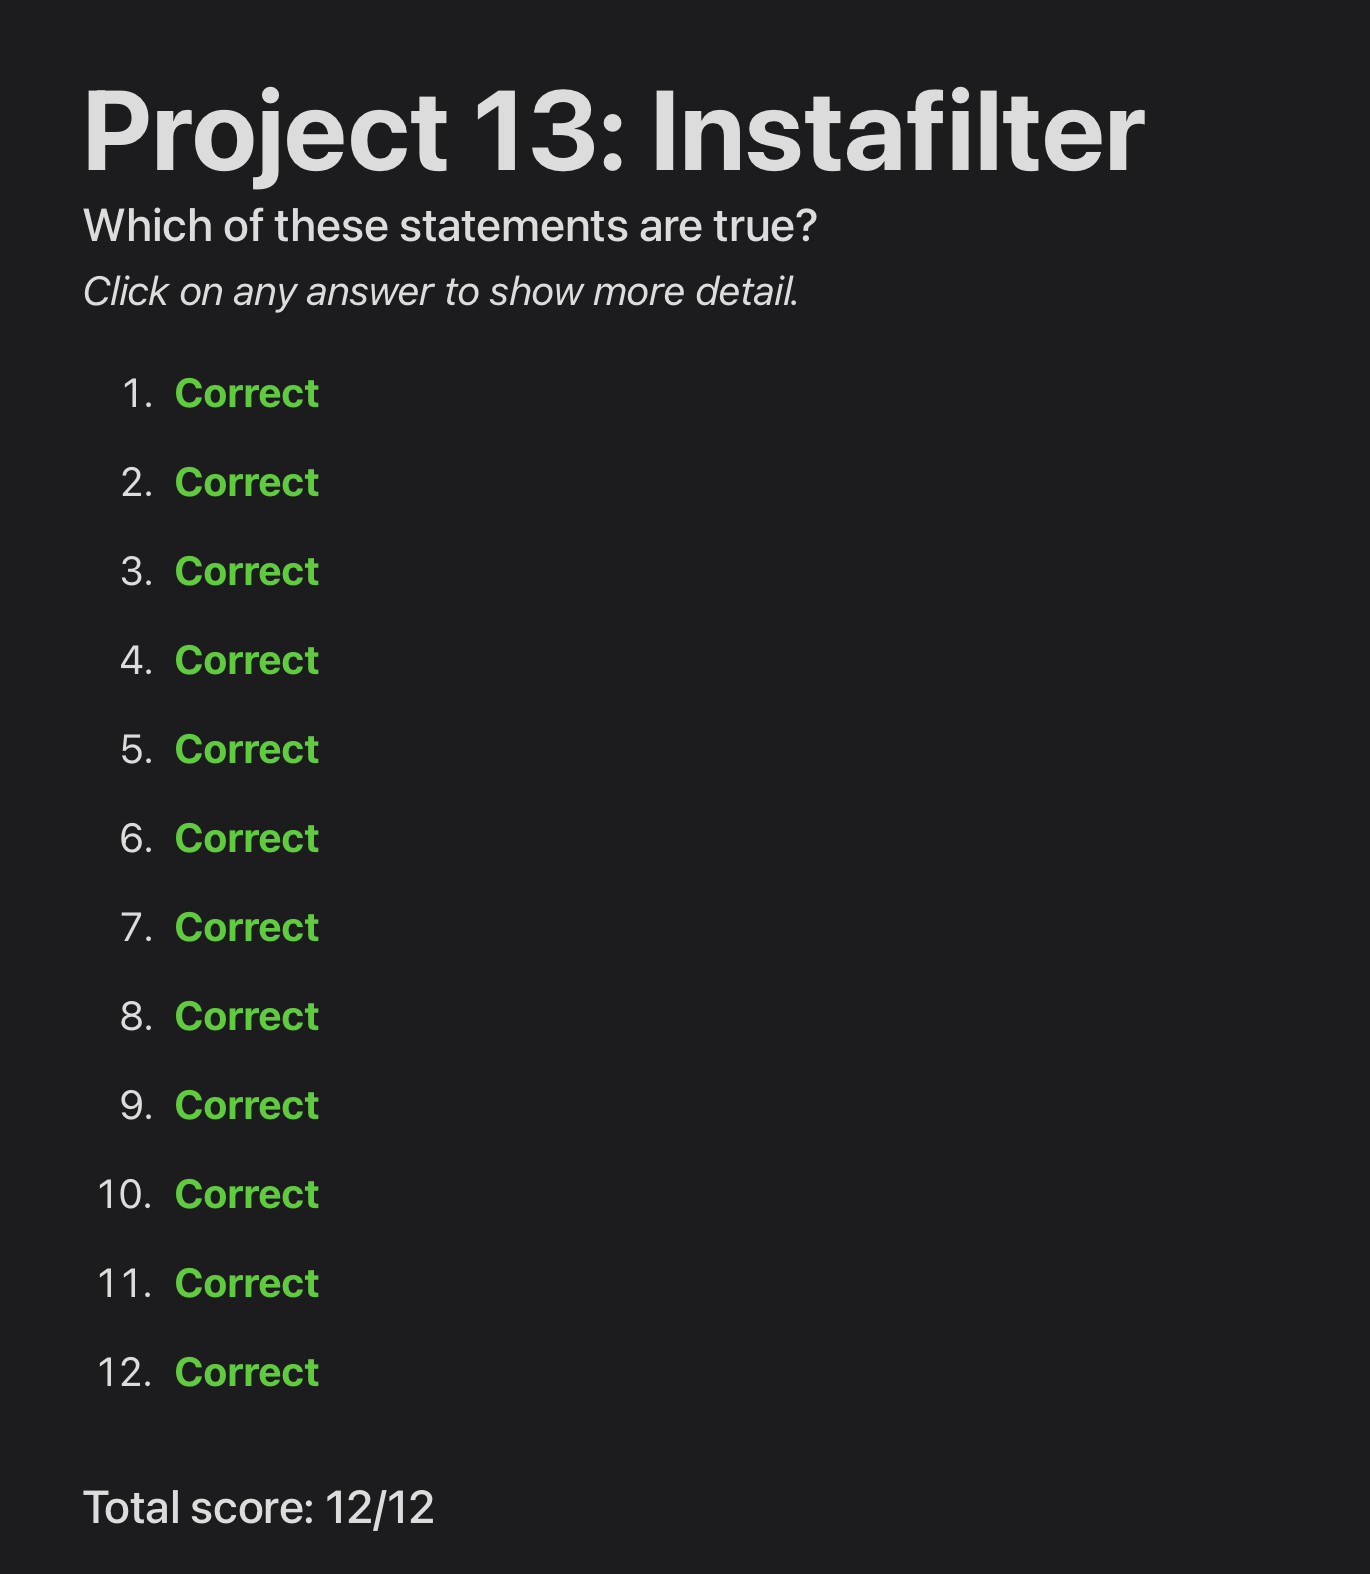 Project 13: Instafilter
Which of these statements are true?
Click on any answer to show more detail.
1. Correct
2. Correct
3. Correct
4. Correct
5. Correct
6. Correct
7. Correct
8. Correct
9. Correct
10. Correct
11. Correct
12. Correct
Total score: 12/12